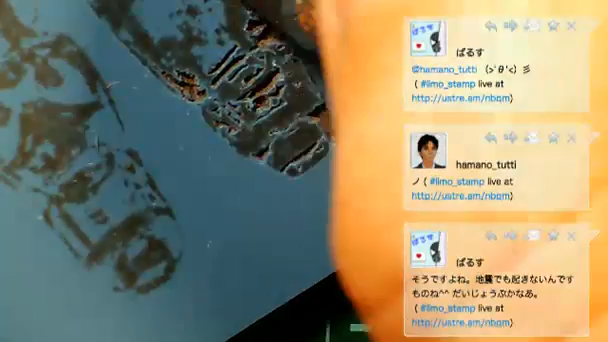 ぱるす
@hamano_tutti (>'θ'<) 彡
( #limo_stamp live at
http://ustre.am/nbqm)
hamano_tutti
ノ ( #limo_stamp live at
http://ustre.am/nbqm)
ぱるす
そうですよね。地震でも起きないんです
ものね^^ だいじょうぶかなあ。
( #limo_stamp live at
http://ustre.am/nbqm)